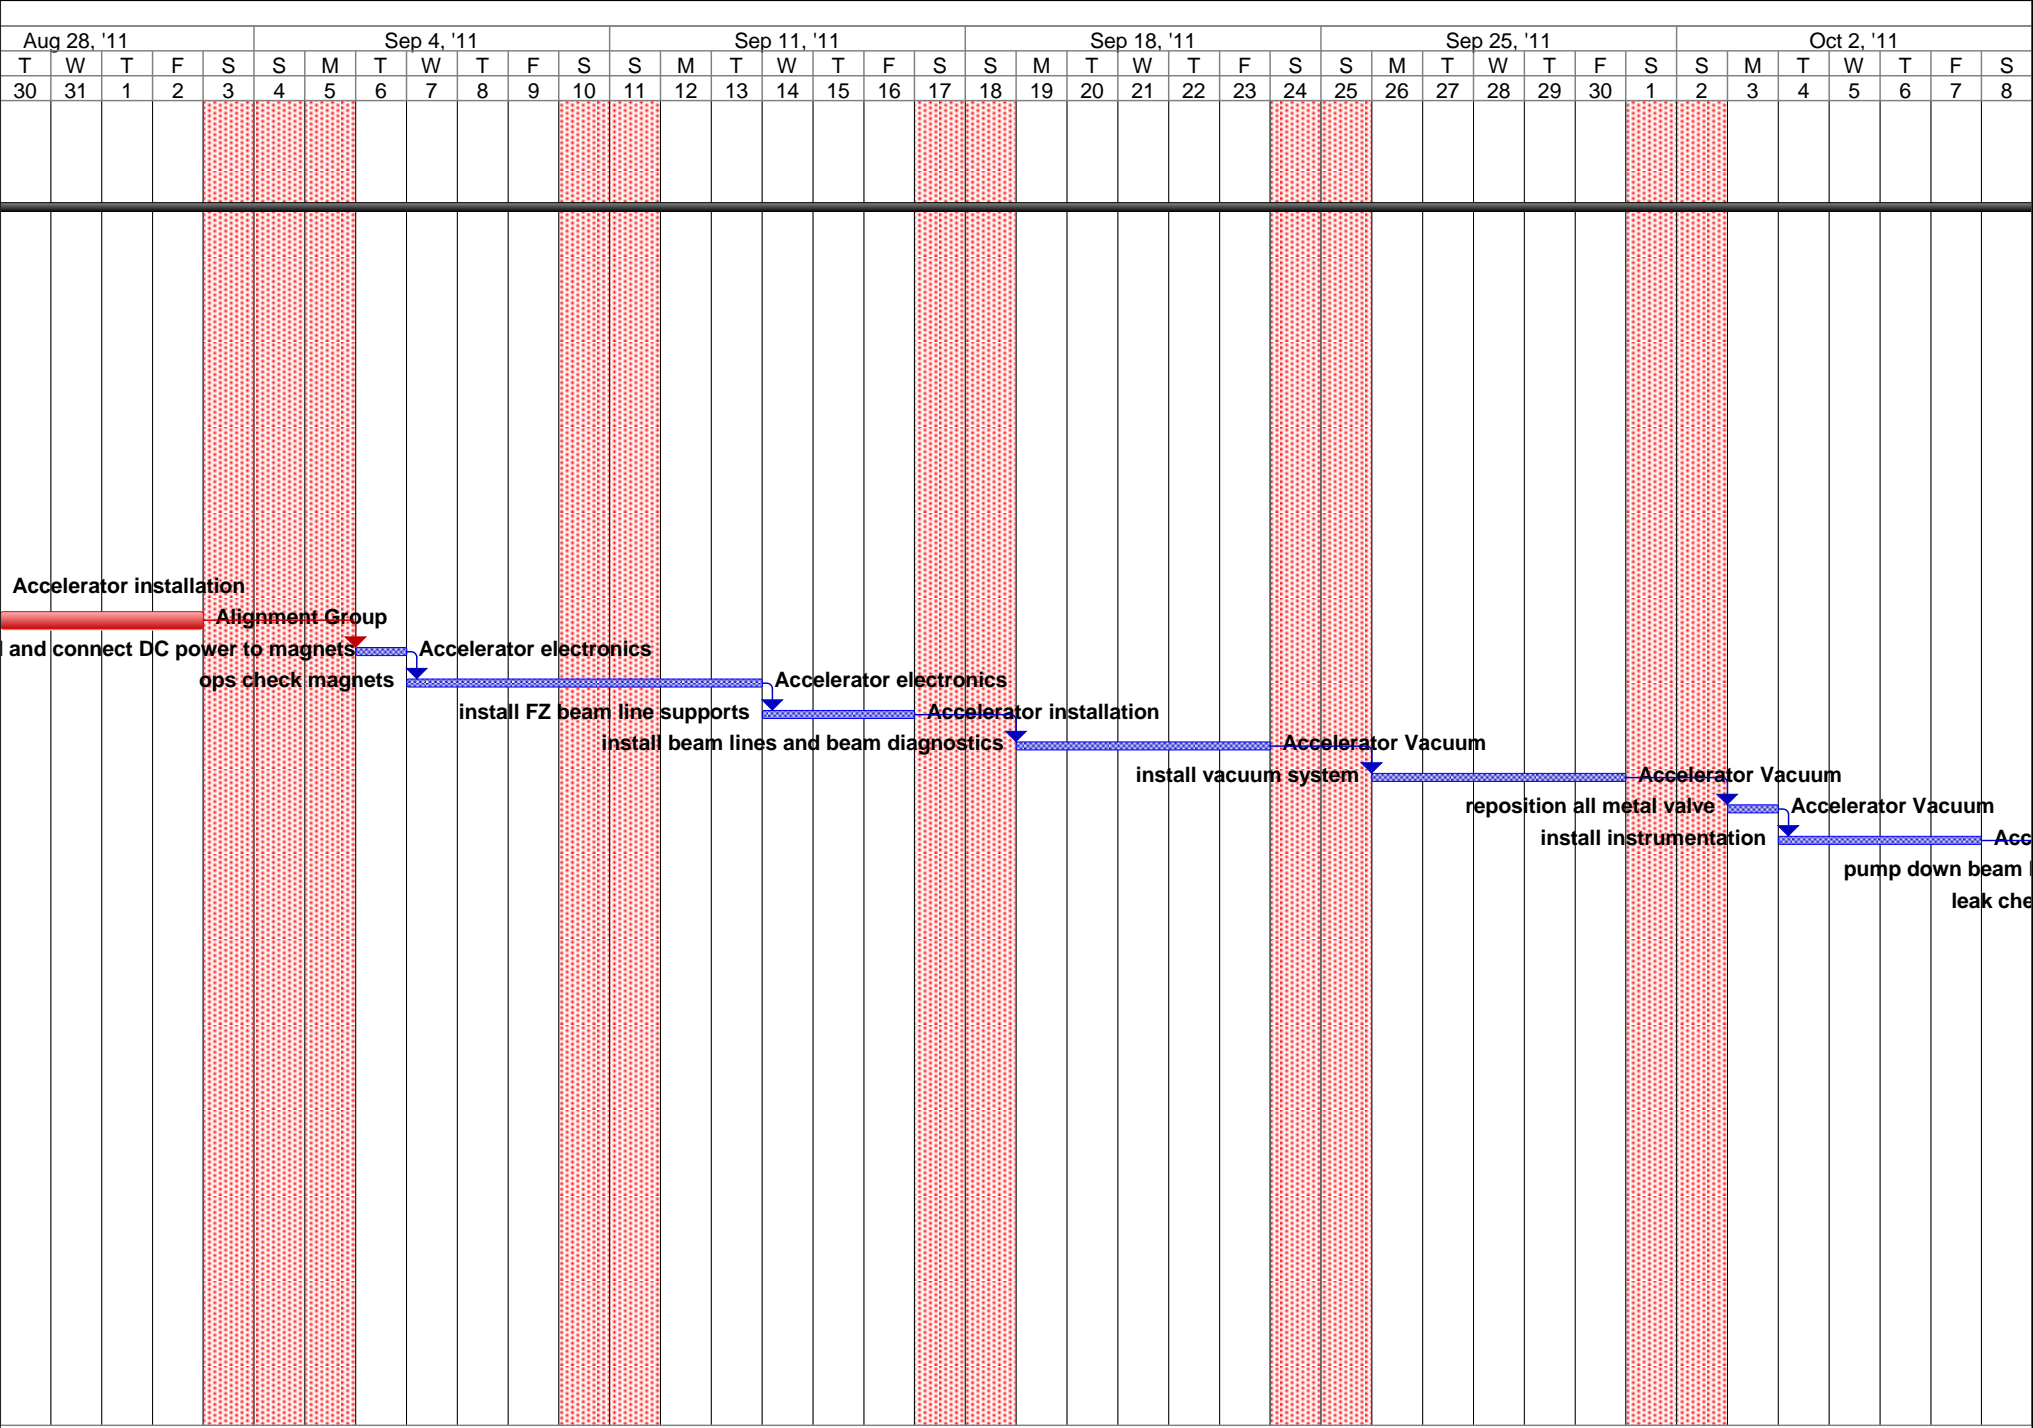 Aug 28, '11 Sep 4, '11 Sep 11, '11 Sep 18, '11 Sep 25, '11 Oct 2, '11
T W T F S S M T W T F S S M T W T F S S M T W T F S S M T W T F S S M T W T F S
30 31 1 2 3 4 5 6 7 8 9 10 11 12 13 14 15 16 17 18 19 20 21 22 23 24 25 26 27 28 29 30 1 2 3 4 5 6 7 8
Accelerator installation
Alignment Group
and connect DC power to magnets Accelerator electronics
ops check magnets Accelerator electronics
install FZ beam line supports Accelerator installation
install beam lines and beam diagnostics Accelerator Vacuum
install vacuum system Accelerator Vacuum
reposition all metal valve Accelerator Vacuum
install instrumentation Acc
pump down beam
leak che